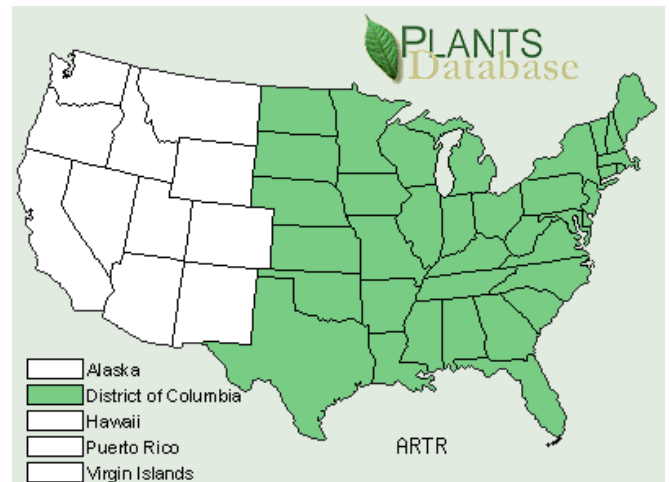 PLANTS
Database
Alaska
District of Columbia
Hawaii
Puerto Rico
Virgin Islands
ARTR